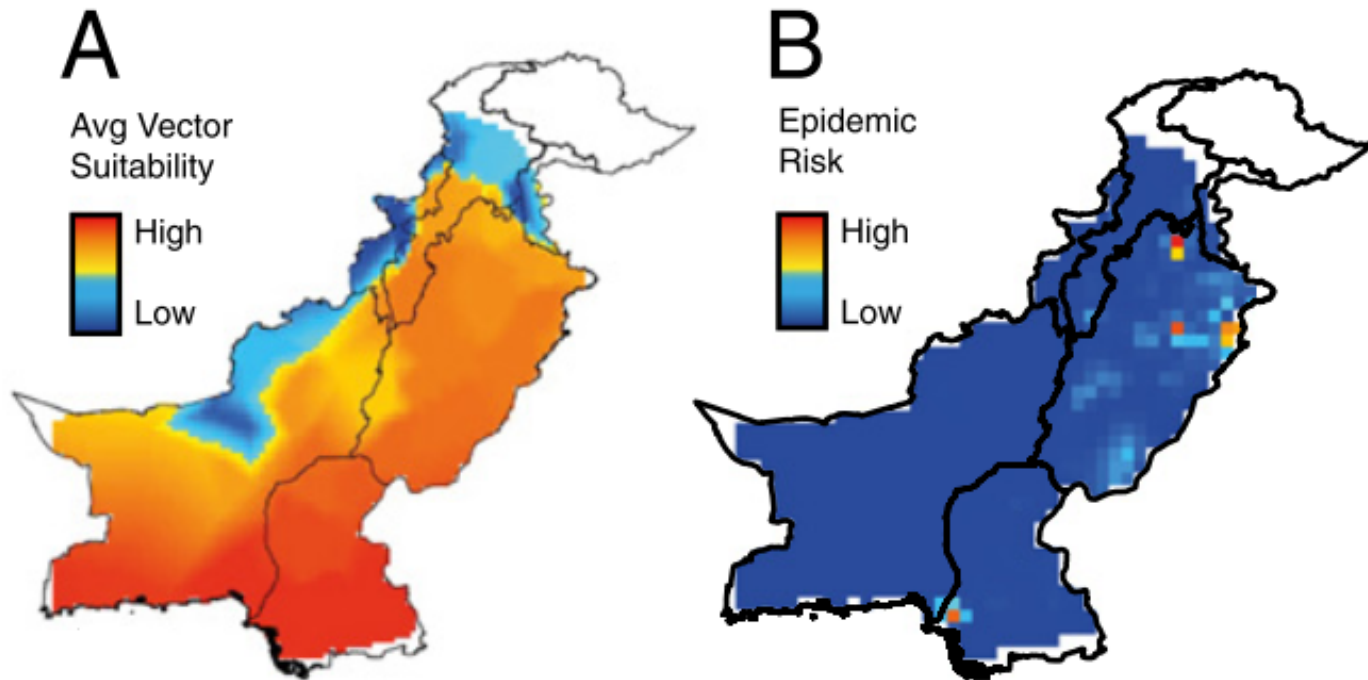 A
Avg Vector
Suitability
High
Low
B
Epidemic
Risk
High
Low